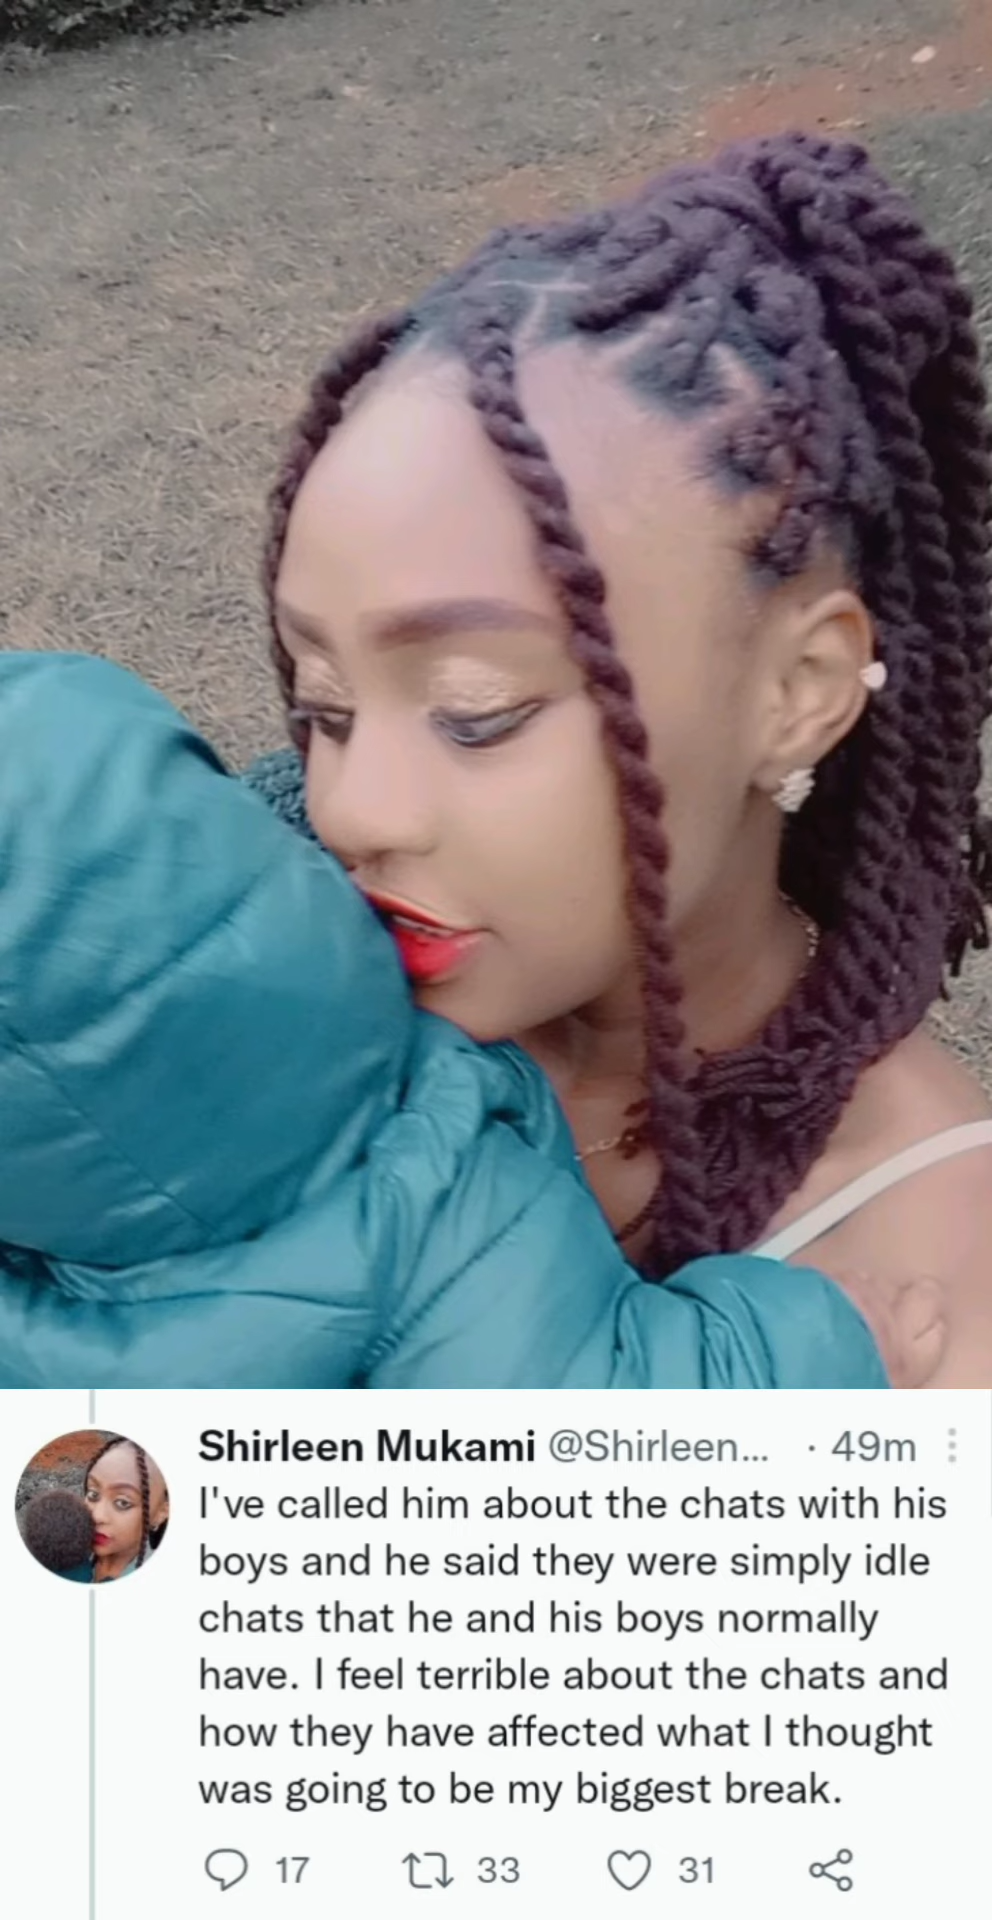 Shirleen Mukami @Shirleen... · 49m
I've called him about the chats with his
boys and he said they were simply idle
chats that he and his boys normally
have. I feel terrible about the chats and
how they have affected what I thought
was going to be my biggest break.
17 33 31